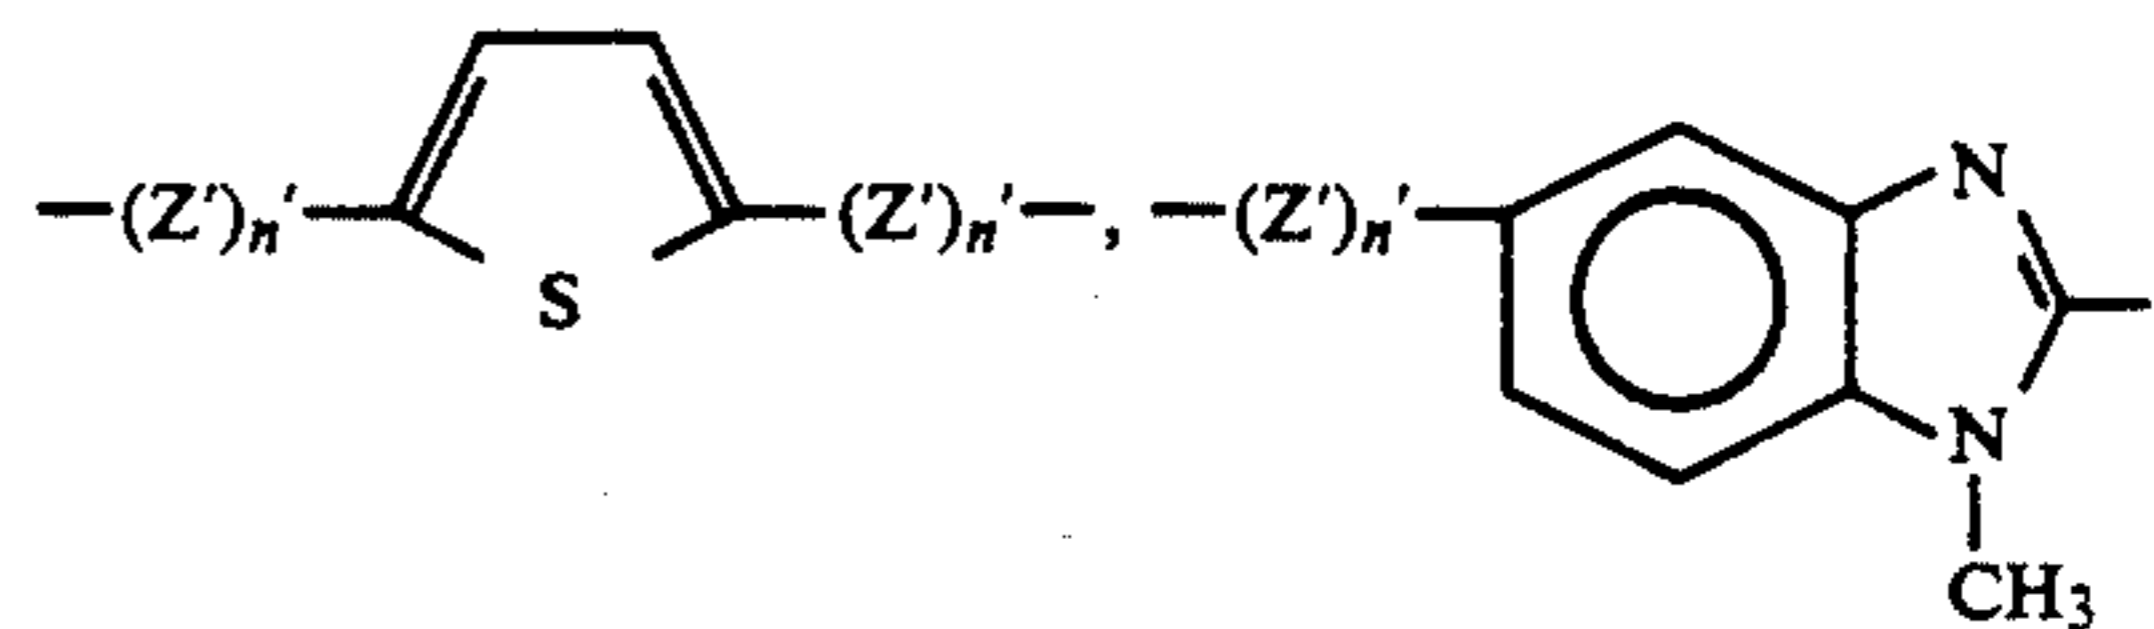 N
—(Z')n'— —(Z')n'—, —(Z')n'—
S
N
CH3